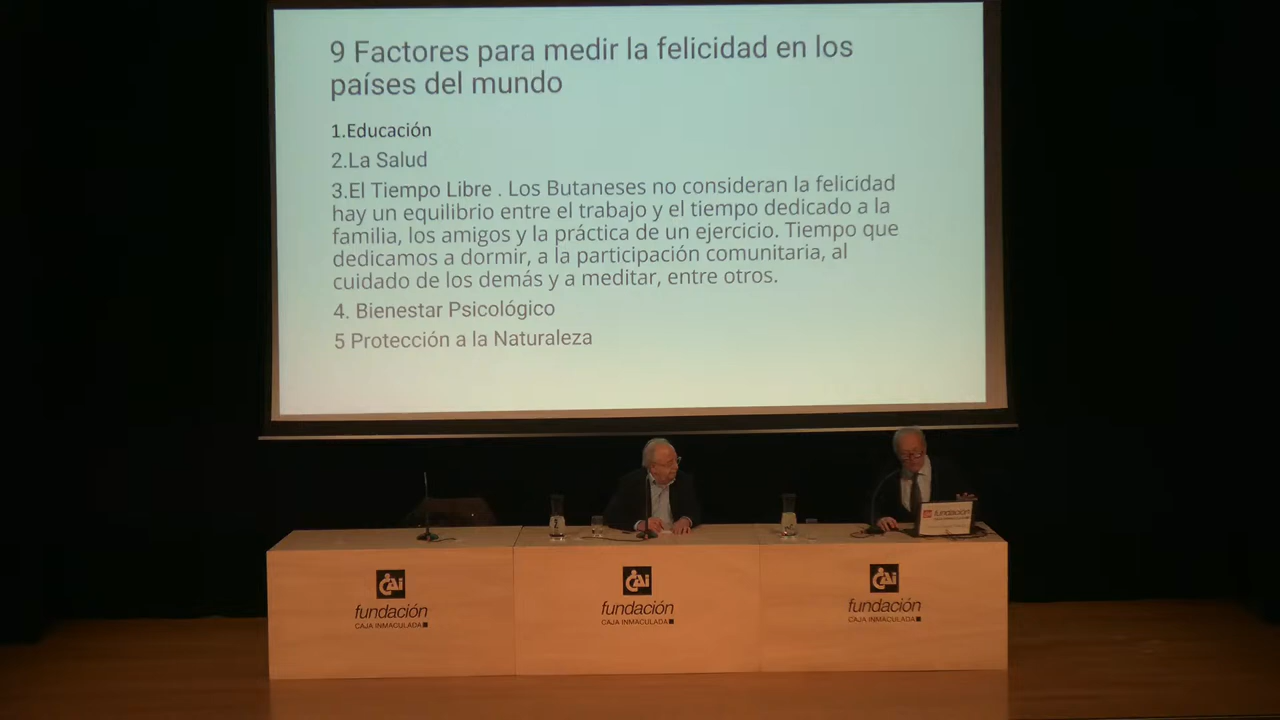 9 Factores para medir la felicidad en los
países del mundo
1.Educación
2.La Salud
3.El Tiempo Libre . Los Butaneses no consideran la felicidad
hay un equilibrio entre el trabajo y el tiempo dedicado a la
familia, los amigos y la práctica de un ejercicio. Tiempo que
dedicamos a dormir, a la participación comunitaria, al
cuidado de los demás y a meditar, entre otros.
4. Bienestar Psicológico
5 Protección a la Naturaleza
fundación
CAi
fundación
CAJA INMACULADA
CAi
fundación
CAJA INMACULADA
CAi
fundación
CAJA INMACULADA